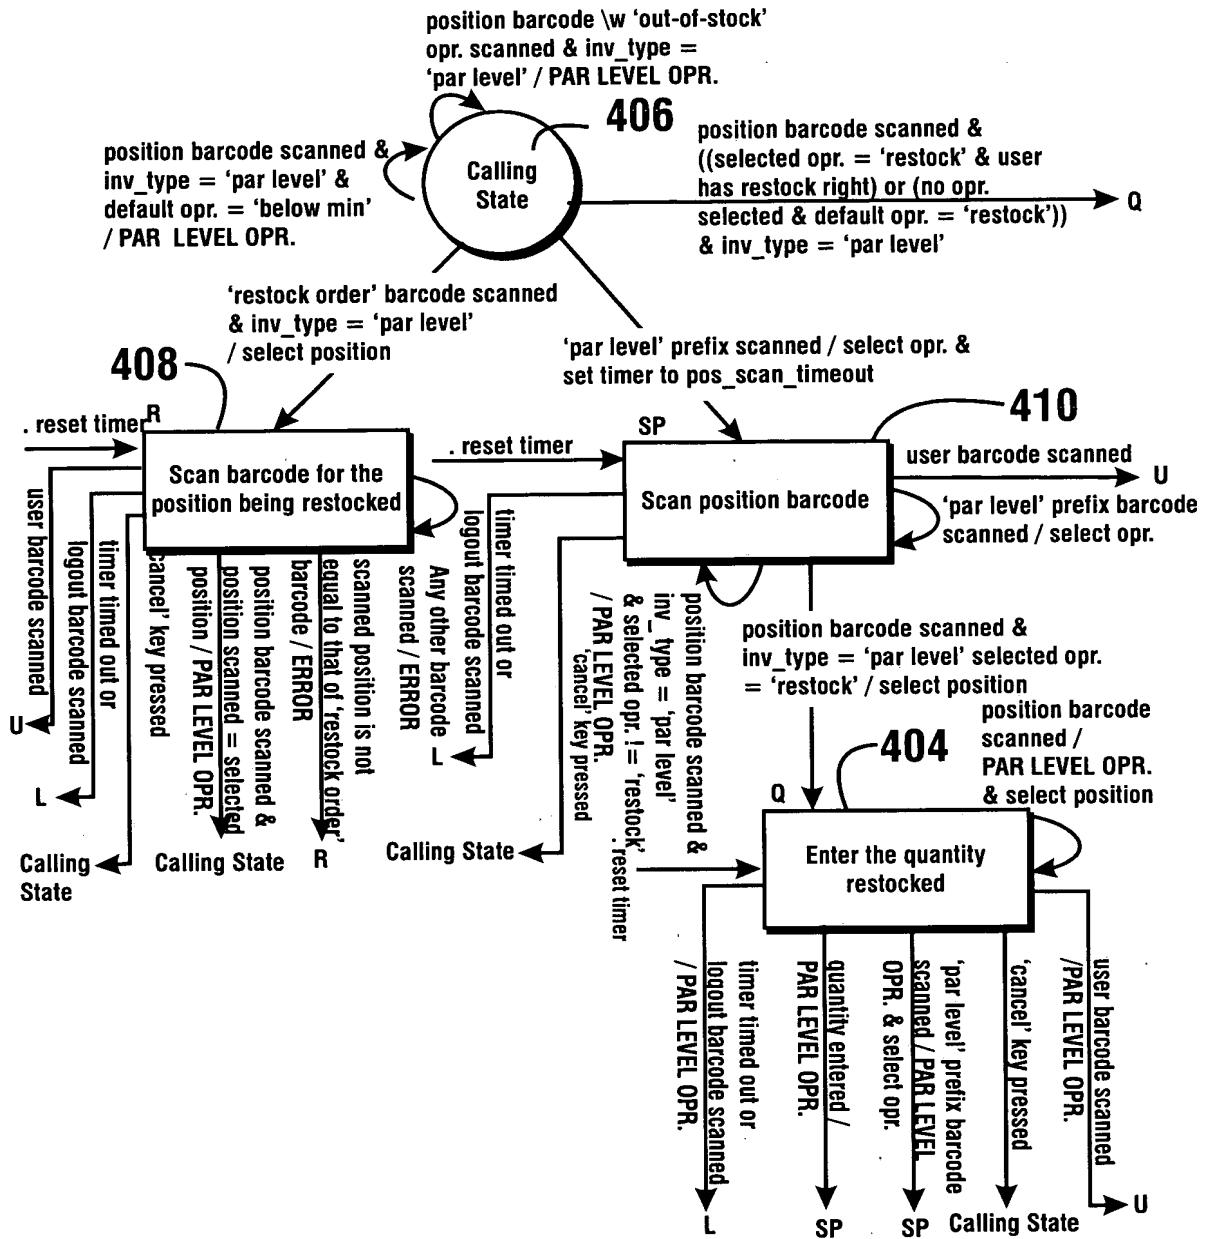 position barcode \w 'out-of-stock'
opr. scanned & inv_type =
'par level' / PAR LEVEL OPR.
406
position barcode scanned &
inv_type = 'par level' &
default opr. = 'below min'
/ PAR LEVEL OPR.
Calling
State
position barcode scanned &
((selected opr. = 'restock' & user
has restock right) or (no opr.
selected & default opr. = 'restock'))
& inv_type = 'par level'
Q
'restock order' barcode scanned
& inv_type = 'par level'
/ select position
'par level' prefix scanned / select opr. &
set timer to pos_scan_timeout
408
R
. reset timer
Scan barcode for the
position being restocked
user barcode scanned
U
timer timed out or
logout barcode scanned
L
cancel' key pressed
Calling
State
position barcode scanned &
position scanned = selected
position / PAR LEVEL OPR.
Calling State
scanned position is not
equal to that of 'restock order'
barcode / ERROR
R
Any other barcode
scanned / ERROR
410
SP
. reset timer
Scan position barcode
user barcode scanned
U
'par level' prefix barcode
scanned / select opr.
timer timed out or
logout barcode scanned
L
'cancel' key pressed
Calling State
position barcode scanned &
inv_ type = 'par level'
& selected opr. != 'restock'
/ PAR LEVEL OPR.
position barcode scanned &
inv_type = 'par level' selected opr.
= 'restock' / select position
404
Q
position barcode
scanned /
PAR LEVEL OPR.
& select position
. reset timer
Enter the quantity
restocked
timer timed out or
logout barcode scanned
/ PAR LEVEL OPR.
L
quantity entered /
PAR LEVEL OPR.
SP
'par level' prefix barcode
scanned / PAR LEVEL
OPR. & select opr.
SP
'cancel' key pressed
Calling State
user barcode scanned
/PAR LEVEL OPR.
U